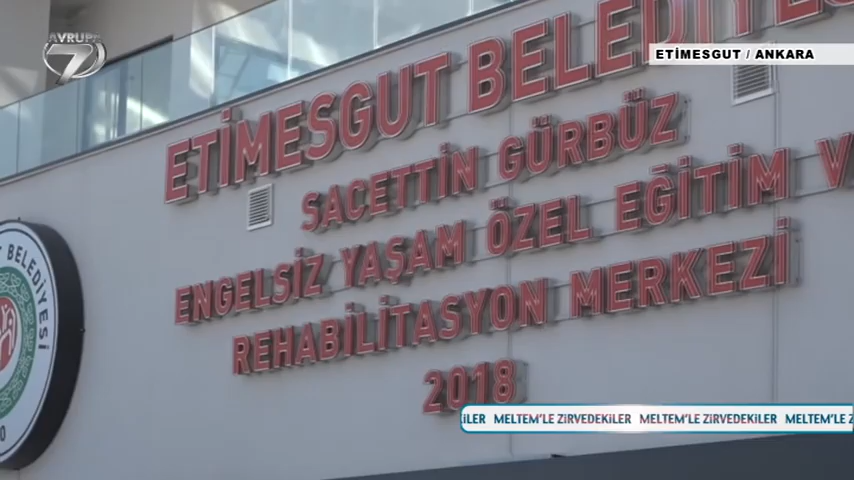 AVRUPA
7
ETİMESGUT / ANKARA
ETİMESGUT BELEDİYESİ
SACETTİN GÜRBÜZ
ENGELSİZ YAŞAM ÖZEL EĞİTİM V
REHABİLİTASYON MERKEZİ
2018
BELEDİYESİ
İLER MELTEM'LE ZİRVEDEKİLER MELTEM'LE ZİRVEDEKİLER MELTEM'LE Z